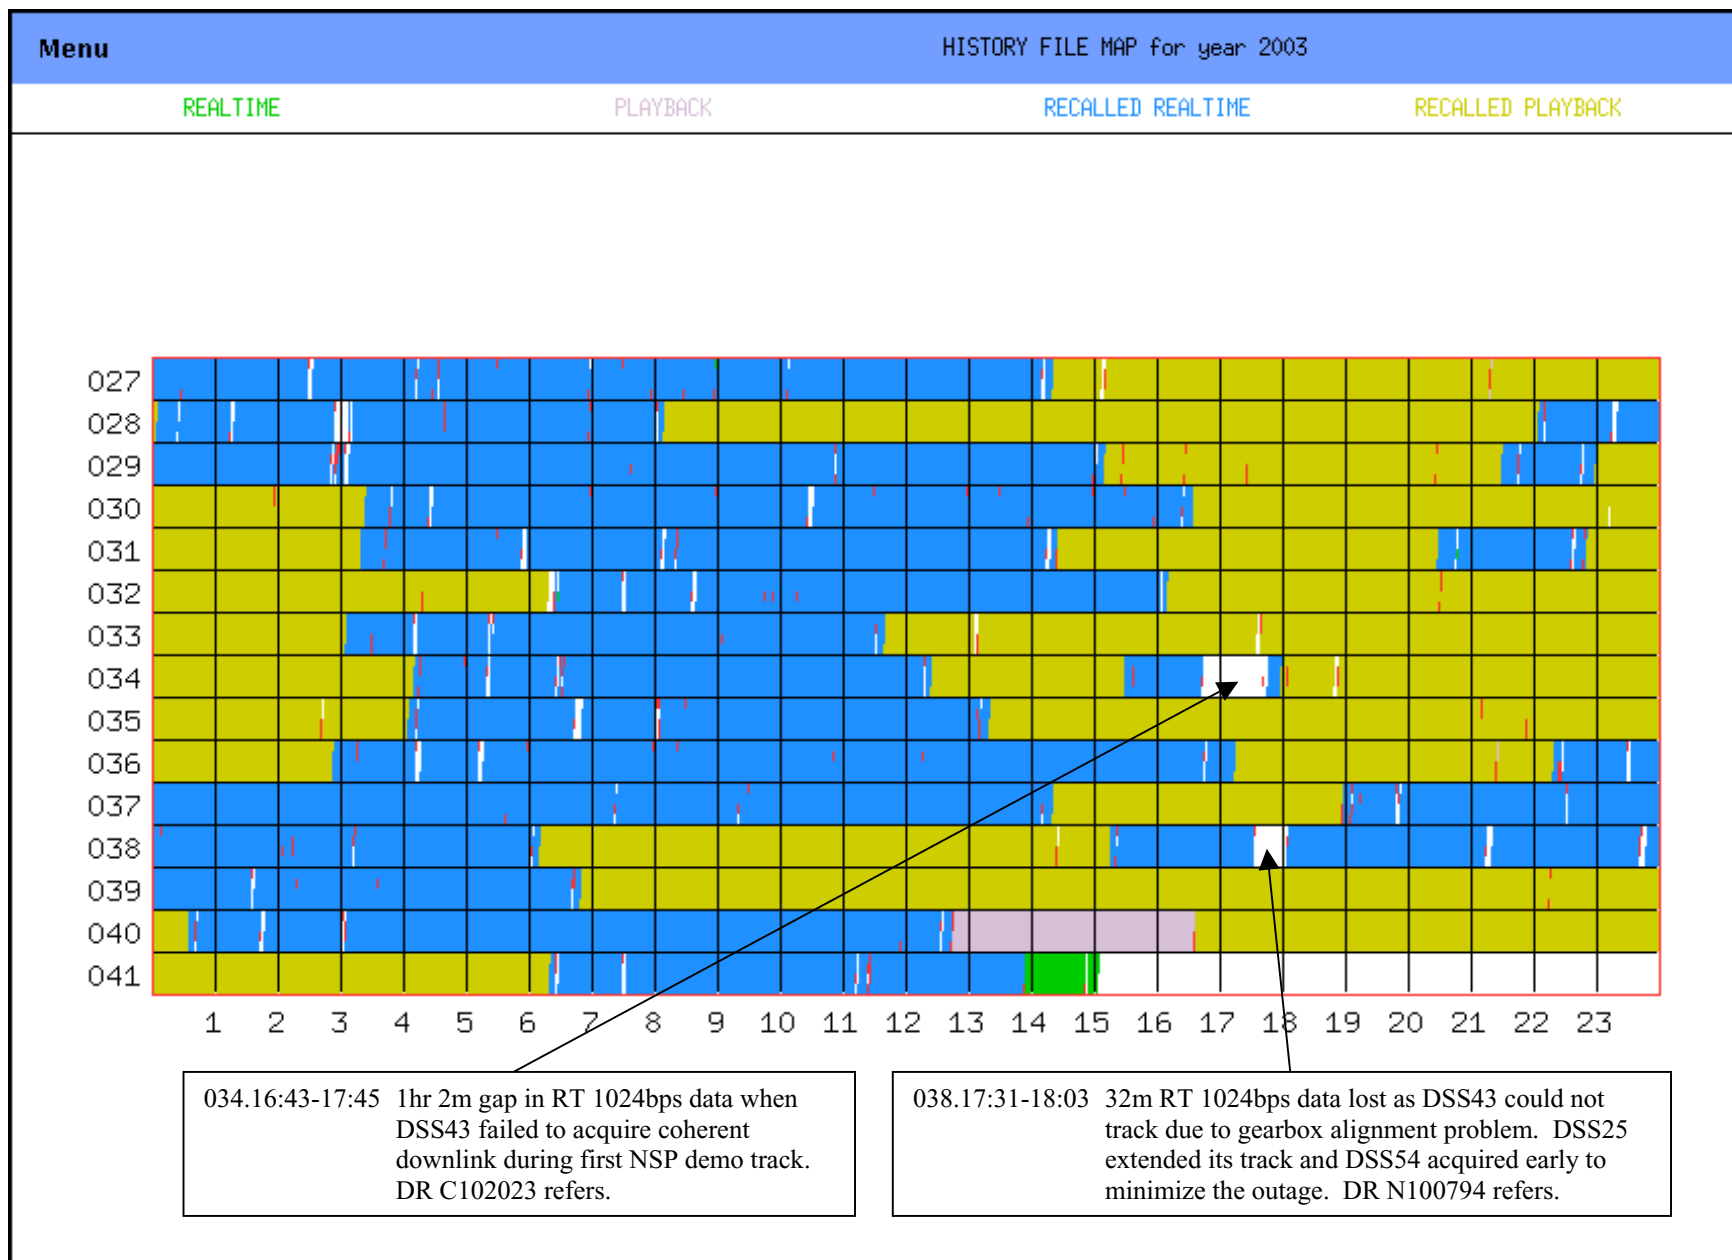 Menu HISTORY FILE MAP for year 2003
REALTIME PLAYBACK RECALLED REALTIME RECALLED PLAYBACK
027
028
029
030
031
032
033
034
035
036
037
038
039
040
041
1 2 3 4 5 6 7 8 9 10 11 12 13 14 15 16 17 18 19 20 21 22 23
034.16:43-17:45 1hr 2m gap in RT 1024bps data when
DSS43 failed to acquire coherent
downlink during first NSP demo track.
DR C102023 refers.
038.17:31-18:03 32m RT 1024bps data lost as DSS43 could not
track due to gearbox alignment problem. DSS25
extended its track and DSS54 acquired early to
minimize the outage. DR N100794 refers.